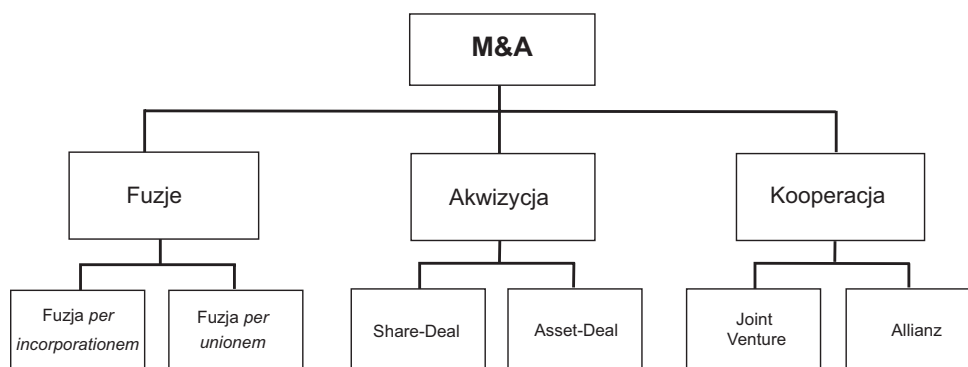 M&A
Fuzje
Akwizycja
Kooperacja
Fuzja per
incorporationem
Fuzja per
unionem
Share-Deal
Asset-Deal
Joint
Venture
Allianz